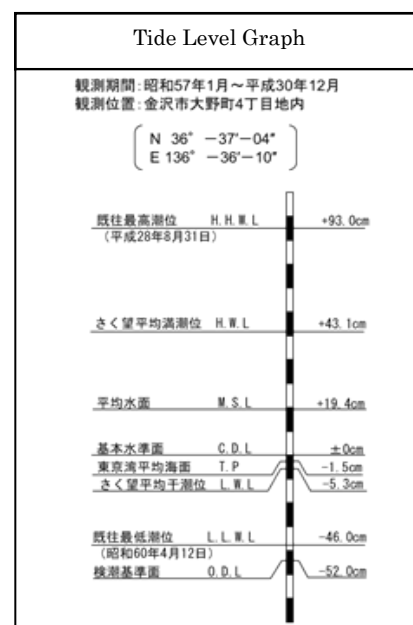 Tide Level Graph
観測期間:昭和57年1月～平成30年12月
観測位置:金沢市大野町4丁目地内
N 36° −37′−04″
E 136° −36′−10″
既往最高潮位 H.H.W.L +93.0cm
(平成28年8月31日)
さく望平均満潮位 H.W.L +43.1cm
平均水面 M.S.L +19.4cm
基本水準面 C.D.L ±0cm
東京湾平均海面 T.P −1.5cm
さく望平均干潮位 L.W.L −5.3cm
既往最低潮位 L.L.W.L −46.0cm
(昭和60年4月12日)
検潮基準面 O.D.L −52.0cm